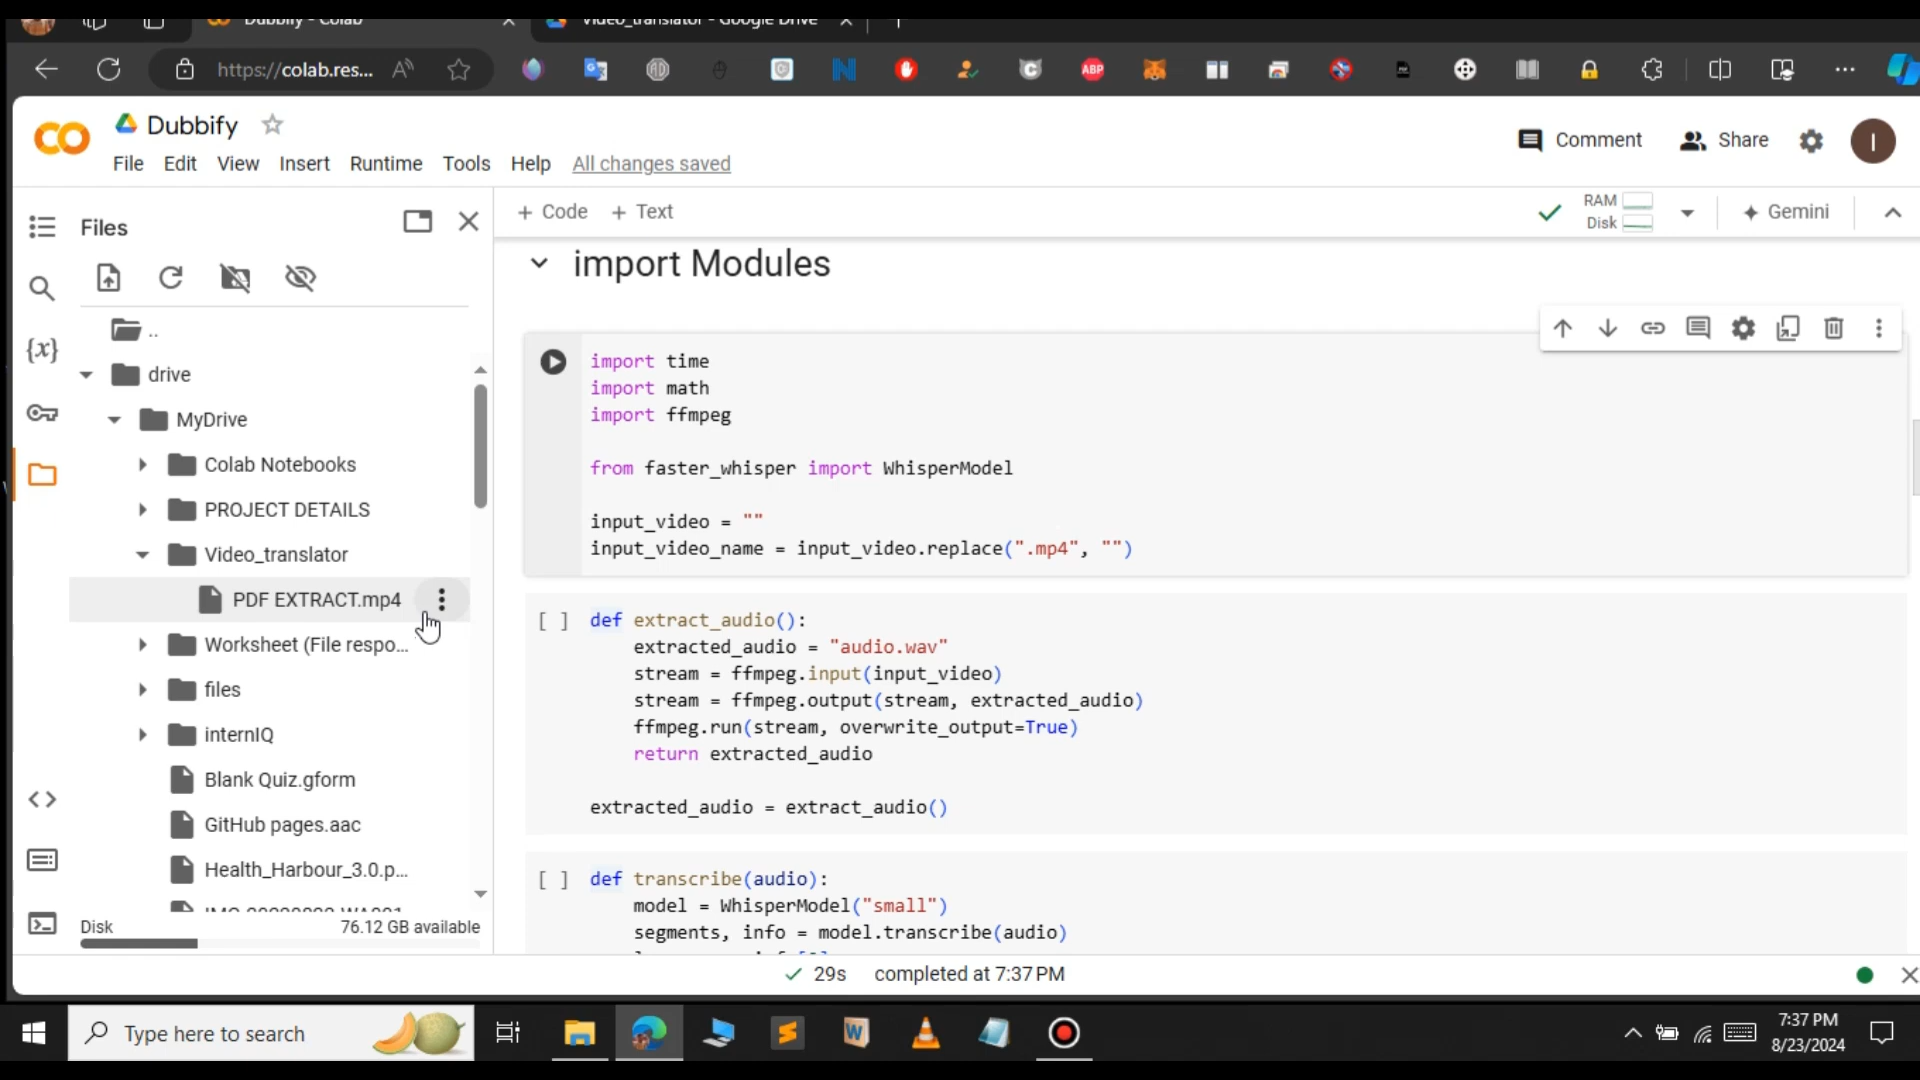 Dubbify - Colab
Video_translator - Google Drive
https://colab.res...
Dubbify
File Edit View Insert Runtime Tools Help All changes saved
Comment Share
I
Files
+ Code + Text
RAM
Disk
Gemini
import Modules
..
drive
MyDrive
Colab Notebooks
PROJECT DETAILS
Video_translator
PDF EXTRACT.mp4
Worksheet (File respo...
files
internIQ
Blank Quiz.gform
GitHub pages.aac
Health_Harbour_3.0.p...
Disk 76.12 GB available
import time
import math
import ffmpeg
from faster_whisper import WhisperModel
input_video = ""
input_video_name = input_video.replace(".mp4", "")
[ ] def extract_audio():
extracted_audio = "audio.wav"
stream = ffmpeg.input(input_video)
stream = ffmpeg.output(stream, extracted_audio)
ffmpeg.run(stream, overwrite_output=True)
return extracted_audio
extracted_audio = extract_audio()
[ ] def transcribe(audio):
model = WhisperModel("small")
segments, info = model.transcribe(audio)
29s completed at 7:37 PM
Type here to search
7:37 PM
8/23/2024